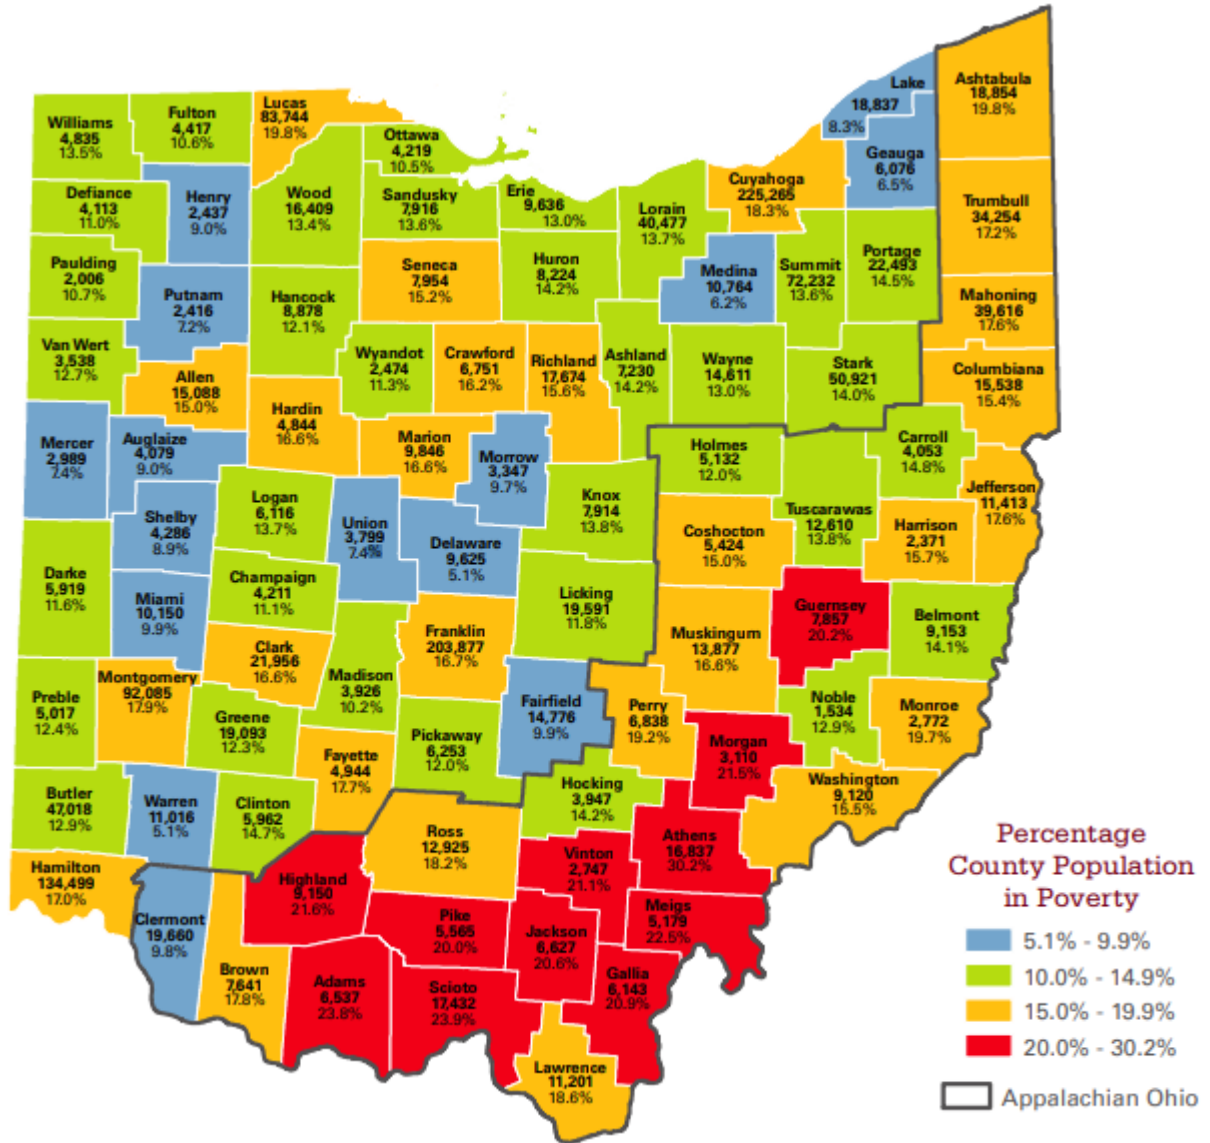 Lake
18,837
8.3%
Ashtabula
18,854
19.8%
Williams
4,835
13.5%
Fulton
4,417
10.6%
Lucas
83,744
19.8%
Ottawa
4,219
10.5%
Geauga
6,076
6.5%
Defiance
4,113
11.0%
Henry
2,437
9.0%
Wood
16,409
13.4%
Sandusky
7,916
13.6%
Erie
9,636
13.0%
Lorain
40,477
13.7%
Cuyahoga
225,265
18.3%
Trumbull
34,254
17.2%
Paulding
2,006
10.7%
Putnam
2,416
7.2%
Hancock
8,878
12.1%
Seneca
7,954
15.2%
Huron
8,224
14.2%
Medina
10,764
6.2%
Summit
72,232
13.6%
Portage
22,493
14.5%
Mahoning
39,616
17.6%
Van Wert
3,538
12.7%
Allen
15,088
15.0%
Wyandot
2,474
11.3%
Crawford
6,751
16.2%
Richland
17,674
15.6%
Ashland
7,230
14.2%
Wayne
14,611
13.0%
Stark
50,921
14.0%
Columbiana
15,538
15.4%
Mercer
2,989
7.4%
Auglaize
4,079
9.0%
Hardin
4,844
16.6%
Marion
9,846
16.6%
Morrow
3,347
9.7%
Holmes
5,132
12.0%
Carroll
4,053
14.8%
Shelby
4,286
8.9%
Logan
6,116
13.7%
Union
3,799
7.4%
Delaware
9,625
5.1%
Knox
7,914
13.8%
Coshocton
5,424
15.0%
Tuscarawas
12,610
13.8%
Harrison
2,371
15.7%
Jefferson
11,413
17.6%
Darke
5,919
11.6%
Miami
10,150
9.9%
Champaign
4,211
11.1%
Licking
19,591
11.8%
Guernsey
7,857
20.2%
Belmont
9,153
14.1%
Clark
21,956
16.6%
Franklin
203,877
16.7%
Muskingum
13,877
16.6%
Preble
5,017
12.4%
Montgomery
92,085
17.9%
Greene
19,093
12.3%
Madison
3,926
10.2%
Pickaway
6,253
12.0%
Fairfield
14,776
9.9%
Perry
6,838
19.2%
Morgan
3,110
21.5%
Noble
1,534
12.9%
Monroe
2,772
19.7%
Butler
47,018
12.9%
Warren
11,016
5.1%
Clinton
5,962
14.7%
Fayette
4,944
17.7%
Hocking
3,947
14.2%
Washington
9,120
15.5%
Hamilton
134,499
17.0%
Ross
12,925
18.2%
Vinton
2,747
21.1%
Athens
16,837
30.2%
Clermont
19,660
9.8%
Highland
9,150
21.6%
Pike
5,565
20.0%
Jackson
6,627
20.6%
Meigs
5,179
22.5%
Brown
7,641
17.8%
Adams
6,537
23.8%
Scioto
17,432
23.9%
Gallia
6,143
20.9%
Lawrence
11,201
18.6%
Percentage
County Population
in Poverty
5.1% - 9.9%
10.0% - 14.9%
15.0% - 19.9%
20.0% - 30.2%
Appalachian Ohio